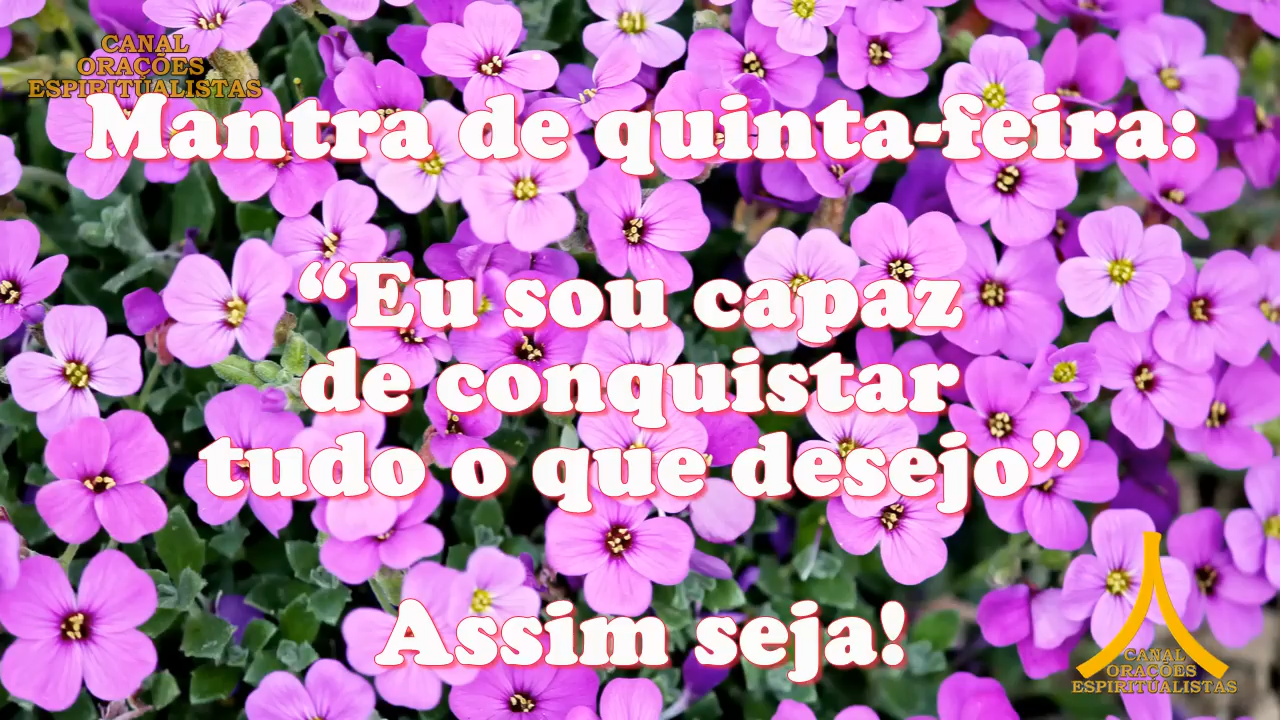 CANAL
ORAÇÕES
ESPIRITUALISTAS
Mantra de quinta-feira:
“Eu sou capaz
de conquistar
tudo o que desejo”
Assim seja!
CANAL
ORAÇÕES
ESPIRITUALISTAS